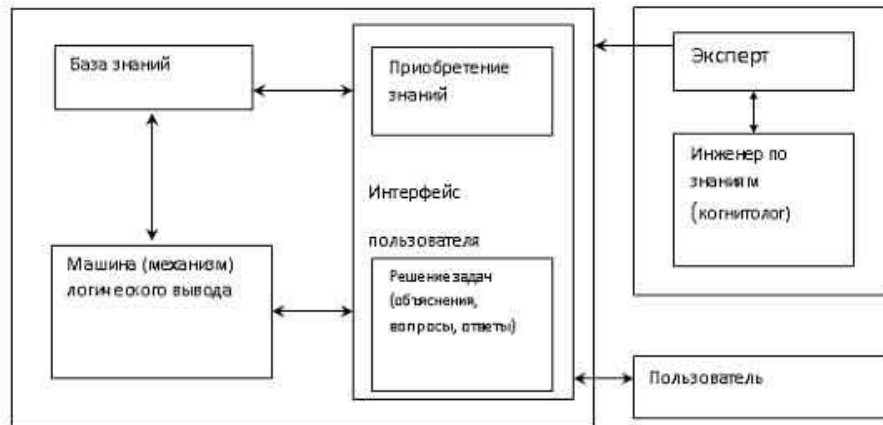 База знаний
Приобретение
знаний
Интерфейс
пользователя
Машина (механизм)
логического вывода
Решение задач
(объяснения,
вопросы, ответы)
Эксперт
Инженер по
знаниям
(когнитолог)
Пользователь